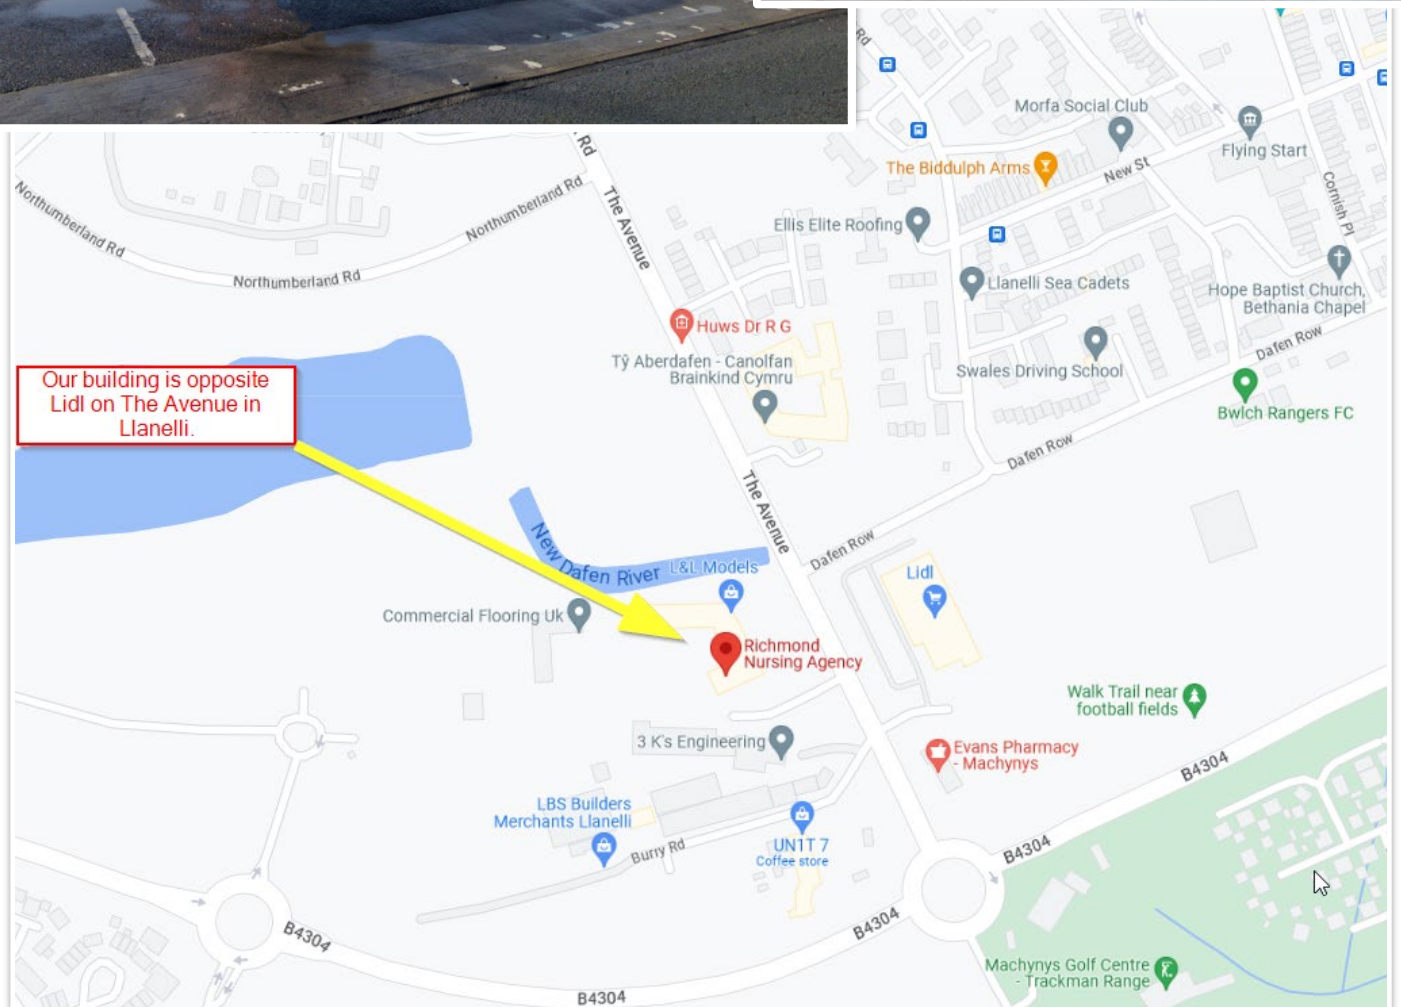 Rd
Morfa Social Club
Flying Start
The Biddulph Arms
New St
Cornish Pl
Rd
Northumberland Rd
Northumberland Rd
Northumberland Rd
The Avenue
Ellis Elite Roofing
Llanelli Sea Cadets
Hope Baptist Church,
Bethania Chapel
Huws Dr R G
Tŷ Aberdafen - Canolfan
Brainkind Cymru
Swales Driving School
Dafen Row
Bwlch Rangers FC
Our building is opposite
Lidl on The Avenue in
Llanelli.
Dafen Row
The Avenue
Dafen Row
New Dafen River
L&L Models
Lidl
Commercial Flooring Uk
Richmond
Nursing Agency
Walk Trail near
football fields
3 K's Engineering
Evans Pharmacy
- Machynys
B4304
LBS Builders
Merchants Llanelli
UN1T 7
Coffee store
Burry Rd
B4304
B4304
B4304
Machynys Golf Centre
- Trackman Range
B4304